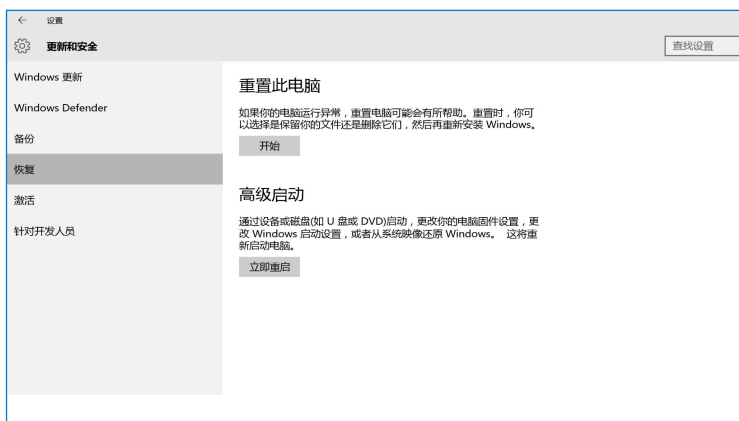 ← 设置
更新和安全
查找设置
Windows 更新
Windows Defender
备份
恢复
激活
针对开发人员
重置此电脑
如果你的电脑运行异常，重置电脑可能会有所帮助。重置时，你可
以选择是保留你的文件还是删除它们，然后再重新安装 Windows。
开始
高级启动
通过设备或磁盘(如 U 盘或 DVD)启动，更改你的电脑固件设置，更
改 Windows 启动设置，或者从系统映像还原 Windows。 这将重
新启动电脑。
立即重启